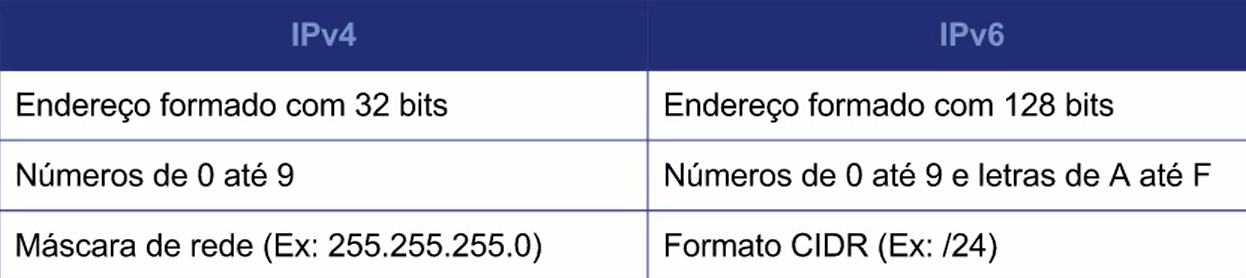 IPv4
IPv6
Endereço formado com 32 bits
Endereço formado com 128 bits
Números de 0 até 9
Números de 0 até 9 e letras de A até F
Máscara de rede (Ex: 255.255.255.0)
Formato CIDR (Ex: /24)